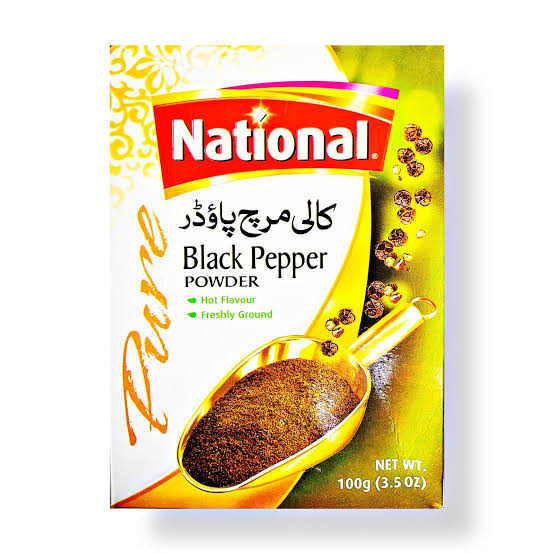 National®
کالی مرچ پاؤڈر
Black Pepper
POWDER
Hot Flavour
Freshly Ground
Pure
NET WT.
100g (3.5 OZ)